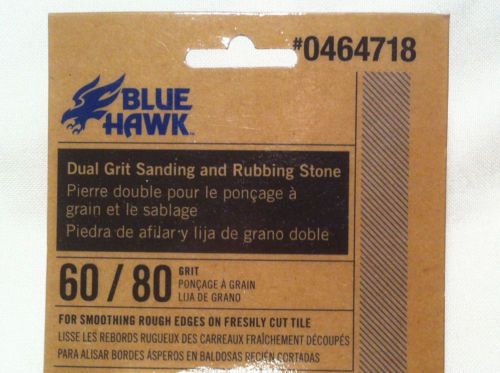 #0464718
BLUE
HAWK™
Dual Grit Sanding and Rubbing Stone
Pierre double pour le ponçage à
grain et le sablage
Piedra de afilar y lija de grano doble
60 / 80 GRIT
PONÇAGE À GRAIN
LIJA DE GRANO
FOR SMOOTHING ROUGH EDGES ON FRESHLY CUT TILE
LISSE LES REBORDS RUGUEUX DES CARREAUX FRAÎCHEMENT DÉCOUPÉS
PARA ALISAR BORDES ÁSPEROS EN BALDOSAS RECIÉN CORTADAS